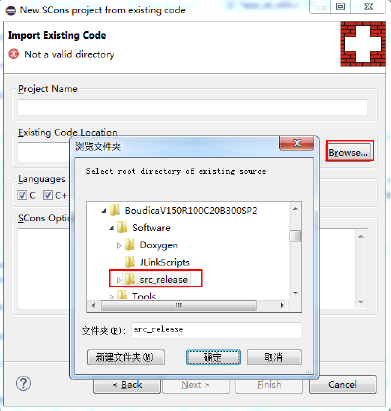 New SCons project from existing code
Import Existing Code
Not a valid directory
Project Name
Existing Code Location
Browse...
浏览文件夹
Select root directory of existing source
BoudicaV150R100C20B300SP2
Software
Doxygen
JLinkScripts
src_release
Tools
文件夹(F): src_release
新建文件夹(M) 确定 取消
Languages
C C+
SCons Optio
? < Back Next > Finish Cancel